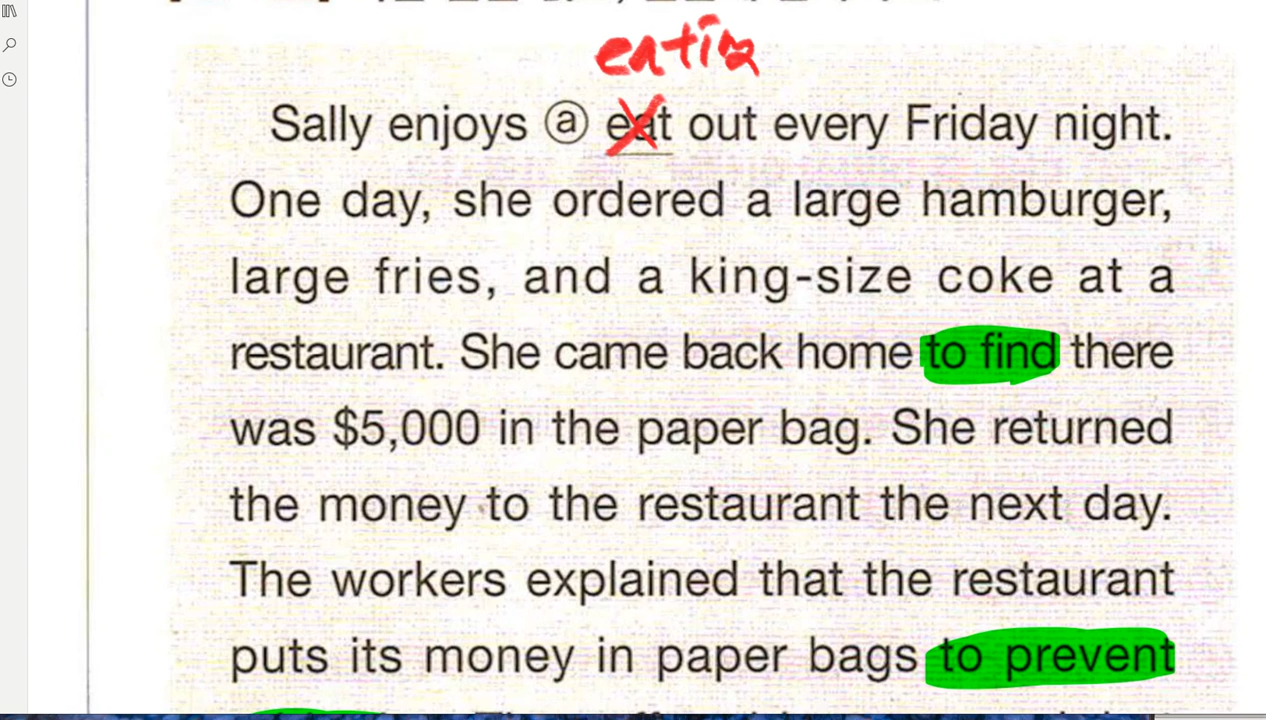 eating
Sally enjoys ⓐ eat out every Friday night.
One day, she ordered a large hamburger,
large fries, and a king-size coke at a
restaurant. She came back home to find there
was $5,000 in the paper bag. She returned
the money to the restaurant the next day.
The workers explained that the restaurant
puts its money in paper bags to prevent